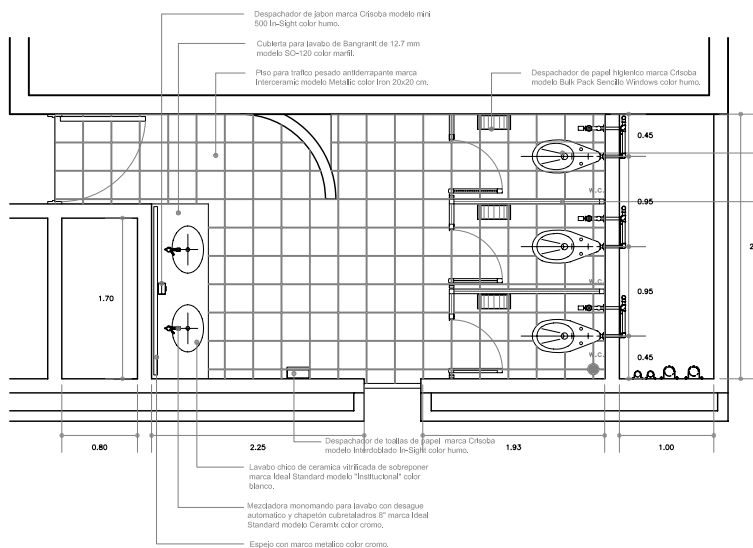 Despachador de jabon marca Crisoba modelo mini
500 In-Sight color humo.
Cubierta para lavabo de Bangranit de 12.7 mm
modelo SO-120 color marfil.
Piso para trafico pesado antiderrapante marca
Interceramic modelo Metallic color Iron 20x20 cm.
Despachador de papel higienico marca Crisoba
modelo Bulk Pack Sencillo Windows color humo.
0.45
W.C.
0.95
2
W.C.
1.70
0.95
W.C.
0.45
0.80
2.25
1.93
1.00
Despachador de toallas de papel marca Crisoba
modelo Interdoblado In-Sight color humo.
Lavabo chico de ceramica vitrificada de sobreponer
marca Ideal Standard modelo "Institucional" color
blanco.
Mezcladora monomando para lavabo con desague
automatico y chapetón cubretaladros 8" marca Ideal
Standard modelo Ceramix color cromo.
Espejo con marco metalico color cromo.